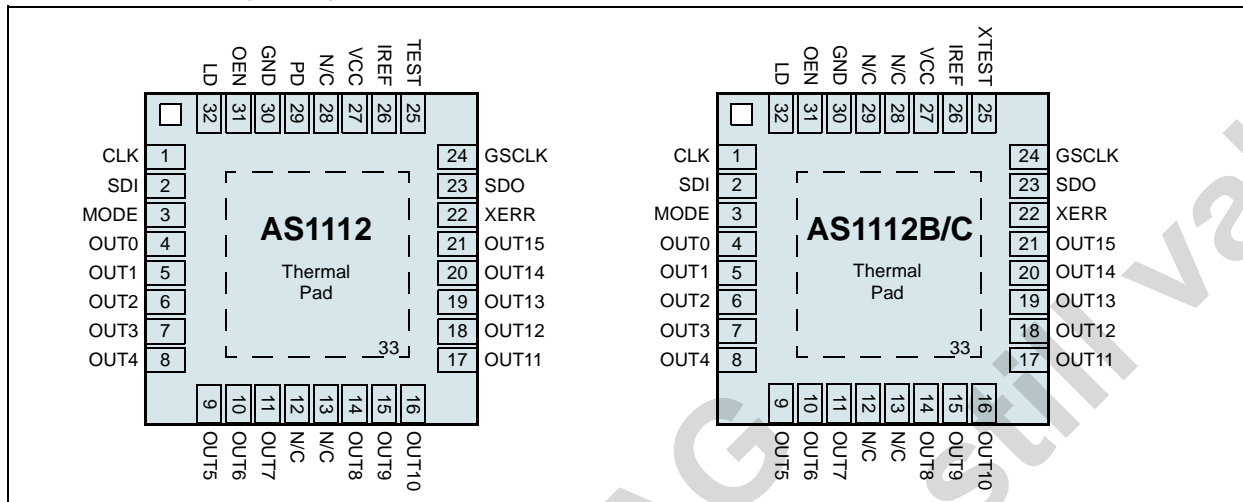 LD OEN GND PD N/C VCC IREF TEST
32 31 30 29 28 27 26 25
CLK 1
SDI 2
MODE 3
OUT0 4
OUT1 5
OUT2 6
OUT3 7
OUT4 8
AS1112
Thermal
Pad
33
24 GSCLK
23 SDO
22 XERR
21 OUT15
20 OUT14
19 OUT13
18 OUT12
17 OUT11
9 10 11 12 13 14 15 16
OUT5 OUT6 OUT7 N/C N/C OUT8 OUT9 OUT10
LD OEN GND N/C N/C VCC IREF XTEST
32 31 30 29 28 27 26 25
CLK 1
SDI 2
MODE 3
OUT0 4
OUT1 5
OUT2 6
OUT3 7
OUT4 8
AS1112B/C
Thermal
Pad
33
24 GSCLK
23 SDO
22 XERR
21 OUT15
20 OUT14
19 OUT13
18 OUT12
17 OUT11
9 10 11 12 13 14 15 16
OUT5 OUT6 OUT7 N/C N/C OUT8 OUT9 OUT10
still va
AG
still